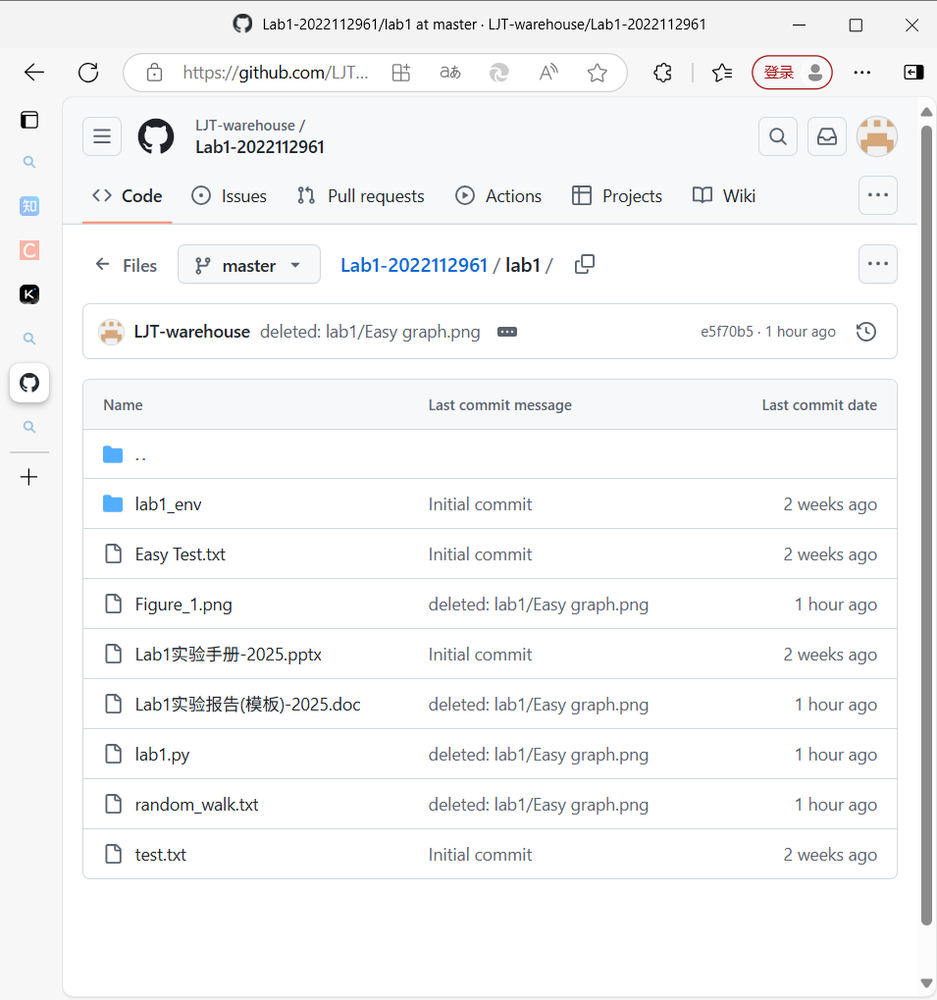 Lab1-2022112961/lab1 at master · LJT-warehouse/Lab1-2022112961
https://github.com/LJT...
aあ
A
登录
知
C
K
LJT-warehouse /
Lab1-2022112961
Code
Issues
Pull requests
Actions
Projects
Wiki
Files
master
Lab1-2022112961 / lab1 /
LJT-warehouse deleted: lab1/Easy graph.png
e5f70b5 · 1 hour ago
Name Last commit message Last commit date
..
lab1_env Initial commit 2 weeks ago
Easy Test.txt Initial commit 2 weeks ago
Figure_1.png deleted: lab1/Easy graph.png 1 hour ago
Lab1实验手册-2025.pptx Initial commit 2 weeks ago
Lab1实验报告(模板)-2025.doc deleted: lab1/Easy graph.png 1 hour ago
lab1.py deleted: lab1/Easy graph.png 1 hour ago
random_walk.txt deleted: lab1/Easy graph.png 1 hour ago
test.txt Initial commit 2 weeks ago